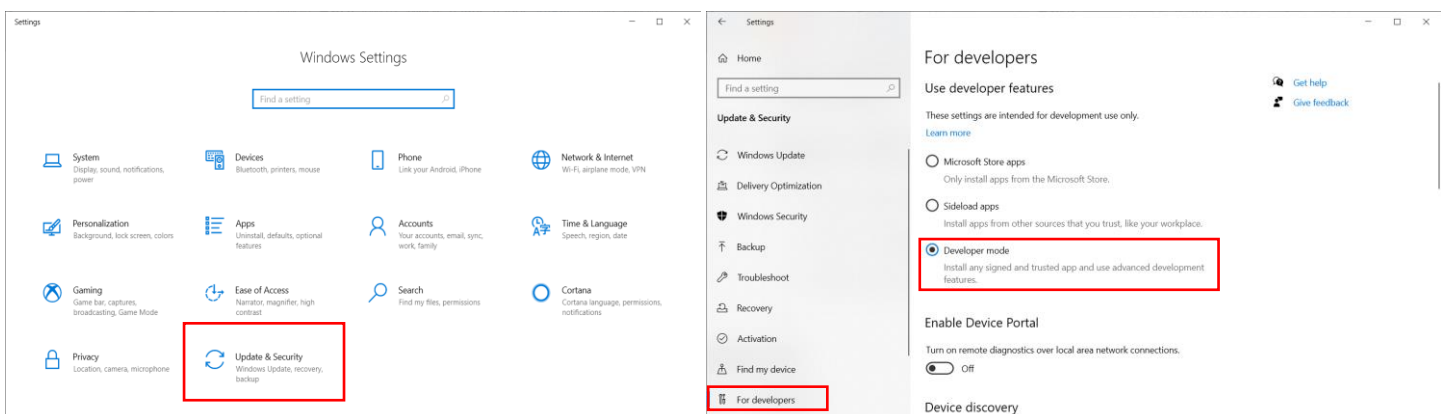 Settings
Windows Settings
Find a setting
System
Display, sound, notifications,
power
Devices
Bluetooth, printers, mouse
Phone
Link your Android, iPhone
Network & Internet
Wi-Fi, airplane mode, VPN
Personalization
Background, lock screen, colors
Apps
Uninstall, defaults, optional
features
Accounts
Your accounts, email, sync,
work, family
Time & Language
Speech, region, date
Gaming
Game bar, captures,
broadcasting, Game Mode
Ease of Access
Narrator, magnifier, high
contrast
Search
Find my files, permissions
Cortana
Cortana language, permissions,
notifications
Privacy
Location, camera, microphone
Update & Security
Windows Update, recovery,
backup
Settings
Home
Find a setting
Update & Security
Windows Update
Delivery Optimization
Windows Security
Backup
Troubleshoot
Recovery
Activation
Find my device
For developers
For developers
Use developer features
These settings are intended for development use only.
Learn more
Microsoft Store apps
Only install apps from the Microsoft Store.
Sideload apps
Install apps from other sources that you trust, like your workplace.
Developer mode
Install any signed and trusted app and use advanced development
features.
Enable Device Portal
Turn on remote diagnostics over local area network connections.
Off
Device discovery
Get help
Give feedback